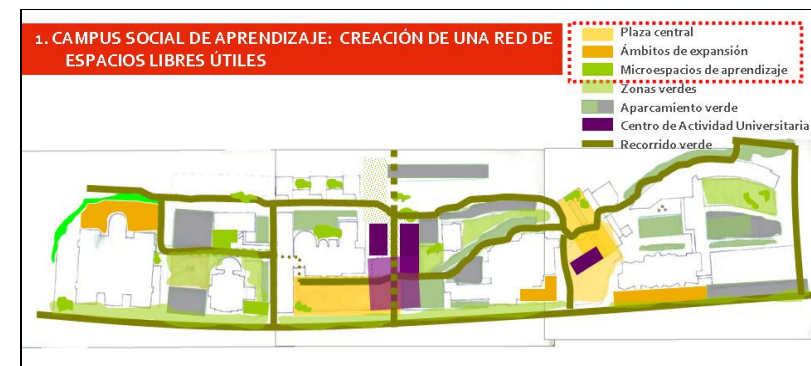 1. CAMPUS SOCIAL DE APRENDIZAJE: CREACIÓN DE UNA RED DE
ESPACIOS LIBRES ÚTILES
Plaza central
Ámbitos de expansión
Microespacios de aprendizaje
Zonas verdes
Aparcamiento verde
Centro de Actividad Universitaria
Recorrido verde